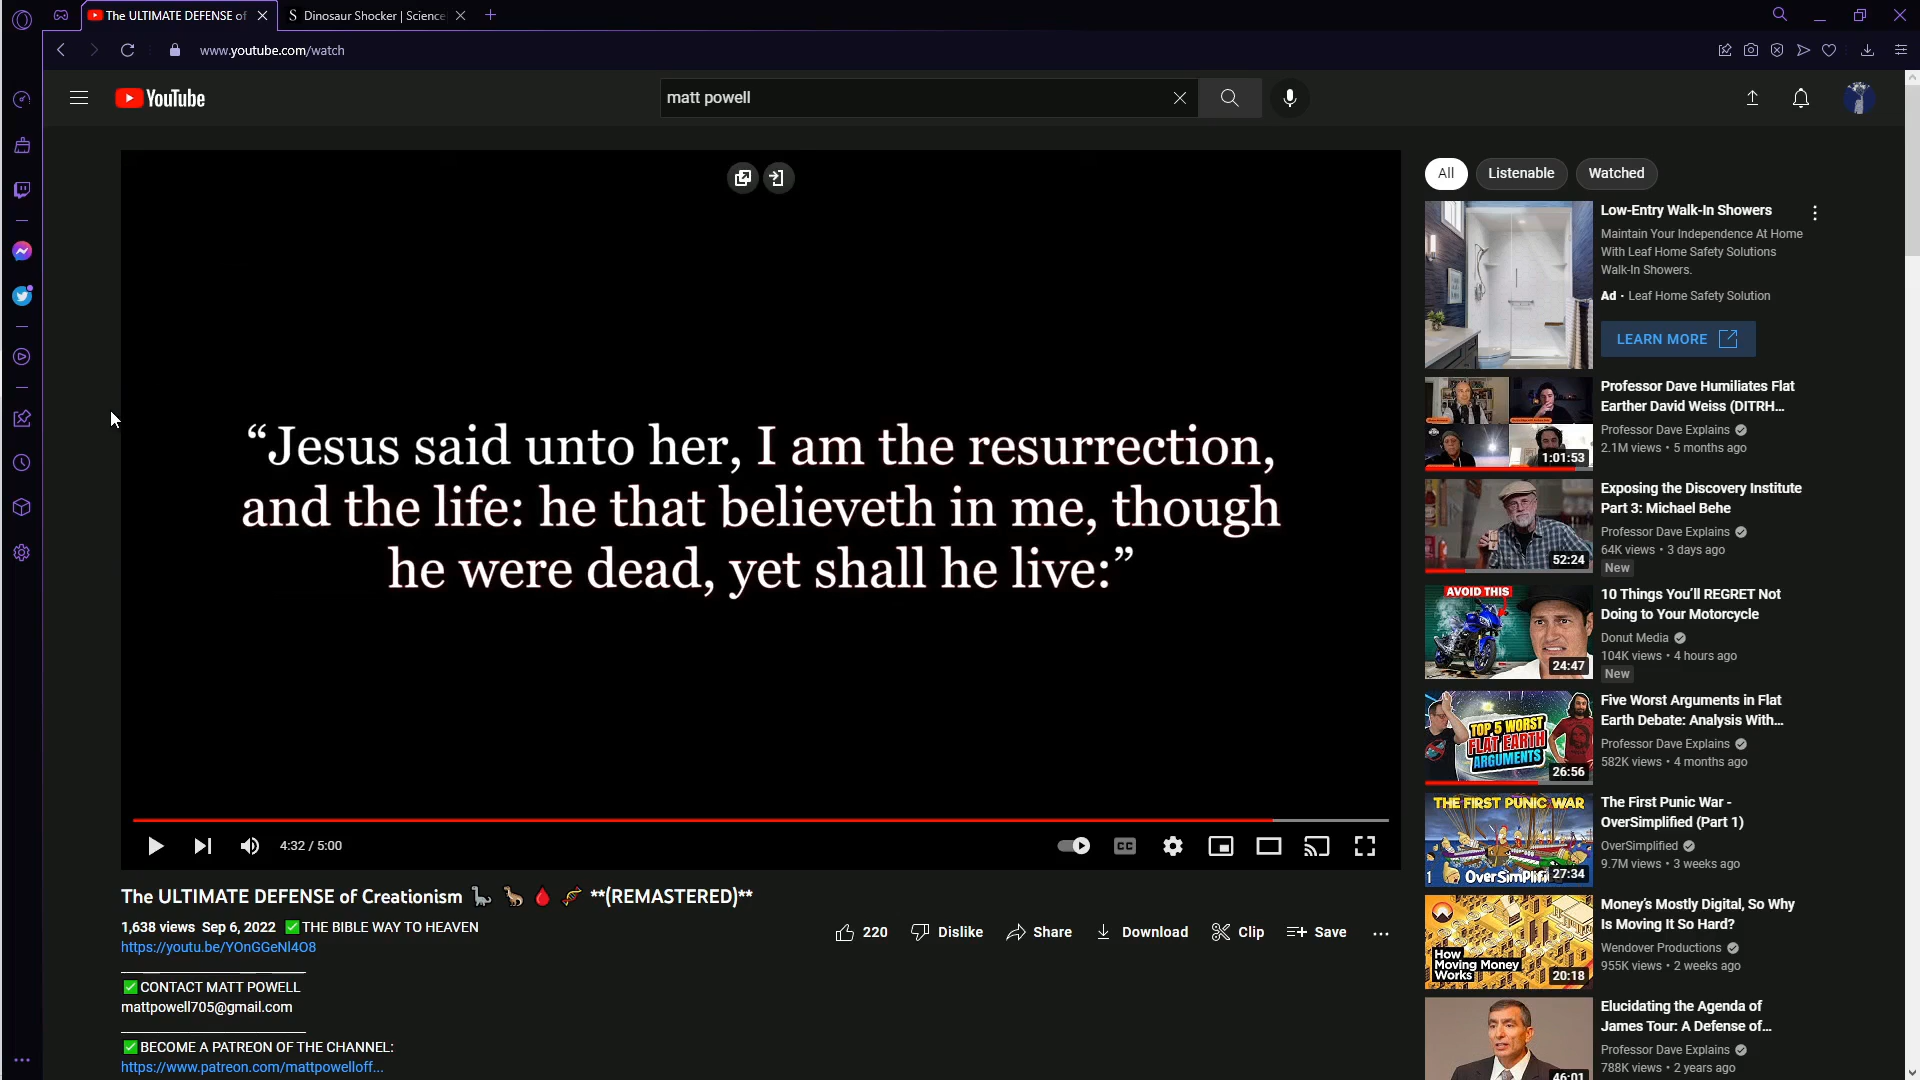 The ULTIMATE DEFENSE of
Dinosaur Shocker | Science
www.youtube.com/watch
YouTube
matt powell
“Jesus said unto her, I am the resurrection,
and the life: he that believeth in me, though
he were dead, yet shall he live:”
4:32 / 5:00
CC
The ULTIMATE DEFENSE of Creationism 🦕 🦖 🩸 🧬 **(REMASTERED)**
1,638 views Sep 6, 2022 ✅THE BIBLE WAY TO HEAVEN
https://youtu.be/YOnGGeNl4O8
220 Dislike Share Download Clip Save
✅CONTACT MATT POWELL
mattpowell705@gmail.com
✅BECOME A PATREON OF THE CHANNEL:
https://www.patreon.com/mattpowelloff...
All Listenable Watched
Low-Entry Walk-In Showers
Maintain Your Independence At Home
With Leaf Home Safety Solutions
Walk-In Showers.
Ad · Leaf Home Safety Solution
LEARN MORE
1:01:53
Professor Dave Humiliates Flat
Earther David Weiss (DITRH...
Professor Dave Explains
2.1M views • 5 months ago
52:24
Exposing the Discovery Institute
Part 3: Michael Behe
Professor Dave Explains
64K views • 3 days ago
New
AVOID THIS
24:47
10 Things You'll REGRET Not
Doing to Your Motorcycle
Donut Media
104K views • 4 hours ago
New
TOP 5 WORST
FLAT EARTH
ARGUMENTS
26:56
Five Worst Arguments in Flat
Earth Debate: Analysis With...
Professor Dave Explains
582K views • 4 months ago
THE FIRST PUNIC WAR
1 OverSimplifi
27:34
The First Punic War -
OverSimplified (Part 1)
OverSimplified
9.7M views • 3 weeks ago
How
Moving Money
Works
20:18
Money's Mostly Digital, So Why
Is Moving It So Hard?
Wendover Productions
955K views • 2 weeks ago
46:01
Elucidating the Agenda of
James Tour: A Defense of...
Professor Dave Explains
788K views • 2 years ago